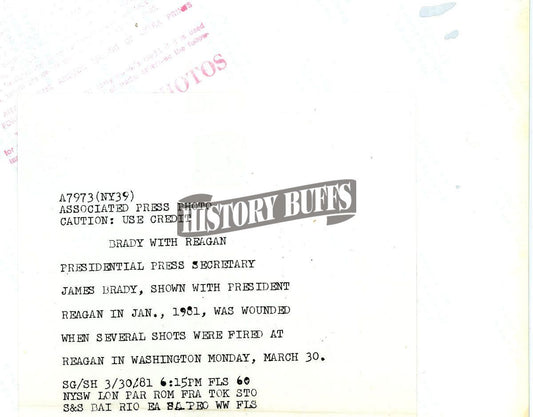 PHOTOS
A7973(NY39)
ASSOCIATED PRESS PHOTO
CAUTION: USE CREDIT
HISTORY BUFFS
BRADY WITH REAGAN
PRESIDENTIAL PRESS SECRETARY
JAMES BRADY, SHOWN WITH PRESIDENT
REAGAN IN JAN., 1981, WAS WOUNDED
WHEN SEVERAL SHOTS WERE FIRED AT
REAGAN IN WASHINGTON MONDAY, MARCH 30.
SG/SH 3/30/81 6:15PM FLS 60
NYSW LON PAR ROM FRA TOK STO
S&S BAI RIO EA WW FLS